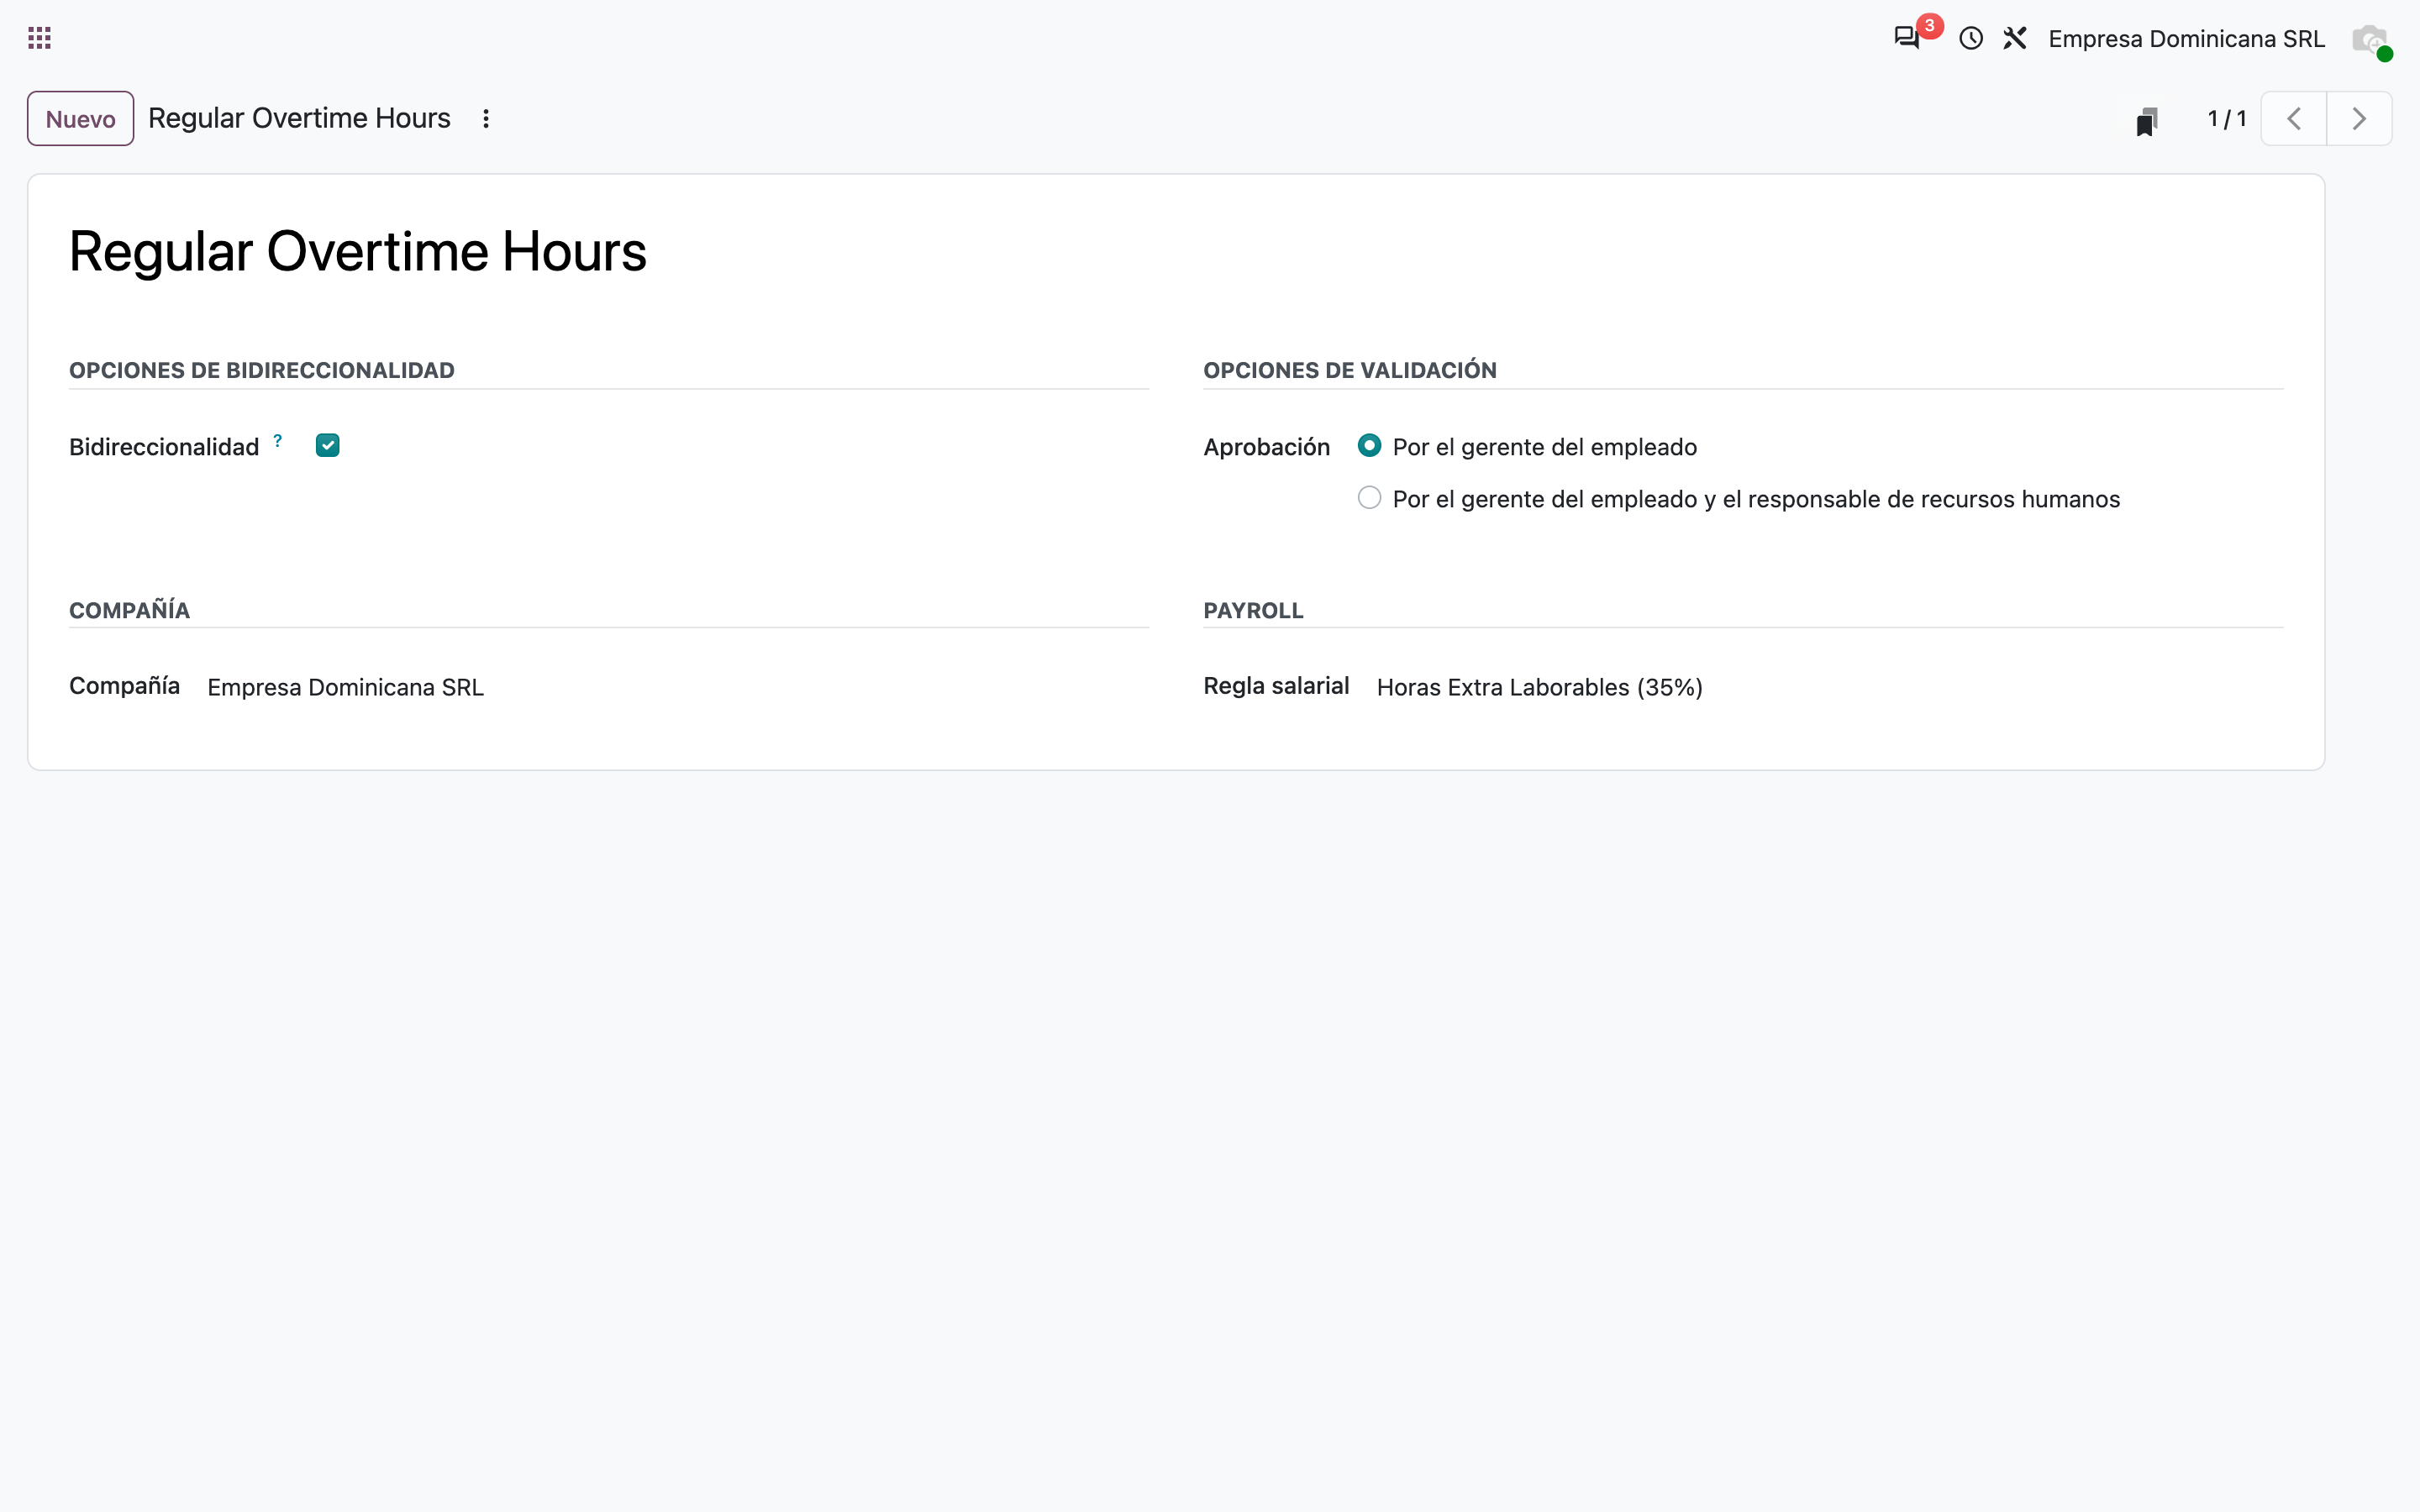 3
Empresa Dominicana SRL
Nuevo
Regular Overtime Hours
1 / 1
Regular Overtime Hours
OPCIONES DE BIDIRECCIONALIDAD
Bidireccionalidad ?
OPCIONES DE VALIDACIÓN
Aprobación
Por el gerente del empleado
Por el gerente del empleado y el responsable de recursos humanos
COMPAÑÍA
Compañía Empresa Dominicana SRL
PAYROLL
Regla salarial Horas Extra Laborables (35%)